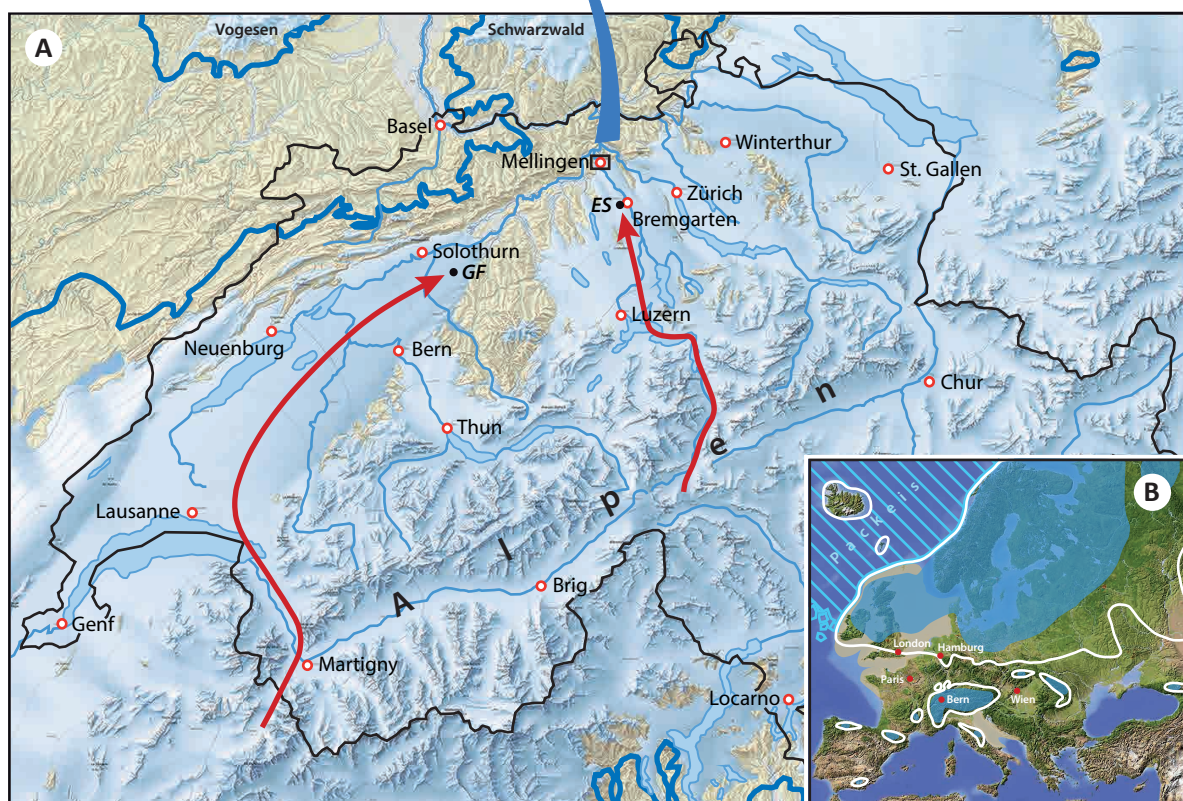 A
Vogesen
Schwarzwald
Basel
Mellingen
Winterthur
St. Gallen
Zürich
ES
Bremgarten
Solothurn
GF
Luzern
Neuenburg
Bern
Chur
Thun
Lausanne
Alpen
Brig
Genf
Martigny
Locarno
B
Packeis
London
Hamburg
Paris
Bern
Wien